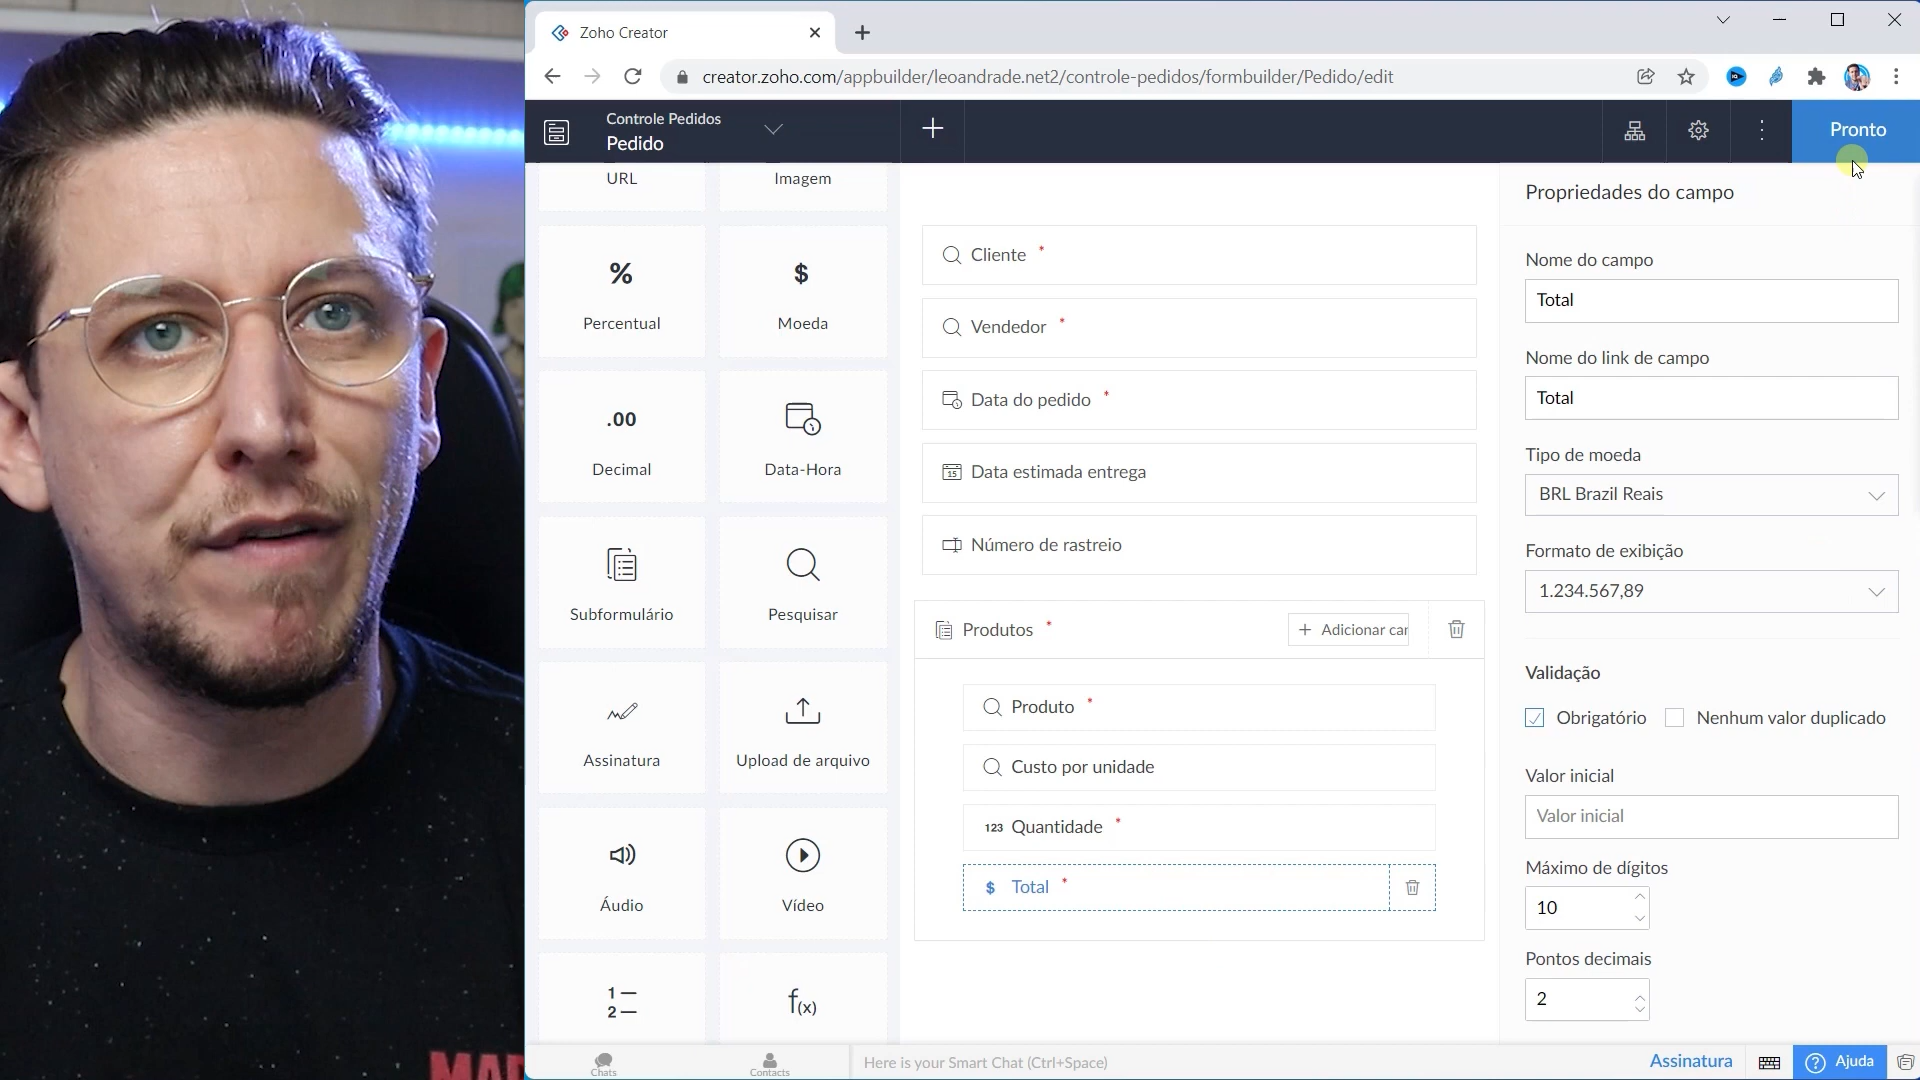 Zoho Creator
creator.zoho.com/appbuilder/leoandrade.net2/controle-pedidos/formbuilder/Pedido/edit
Controle Pedidos
Pedido
Pronto
URL
Imagem
%
Percentual
$
Moeda
.00
Decimal
Data-Hora
Subformulário
Pesquisar
Assinatura
Upload de arquivo
Áudio
Vídeo
1
2
f(x)
Cliente *
Vendedor *
Data do pedido *
15 Data estimada entrega
Número de rastreio
Produtos *
+ Adicionar car
Produto *
Custo por unidade
123 Quantidade *
$ Total *
Propriedades do campo
Nome do campo
Total
Nome do link de campo
Total
Tipo de moeda
BRL Brazil Reais
Formato de exibição
1.234.567,89
Validação
Obrigatório
Nenhum valor duplicado
Valor inicial
Valor inicial
Máximo de dígitos
10
Pontos decimais
2
Chats
Contacts
Here is your Smart Chat (Ctrl+Space)
Assinatura
? Ajuda